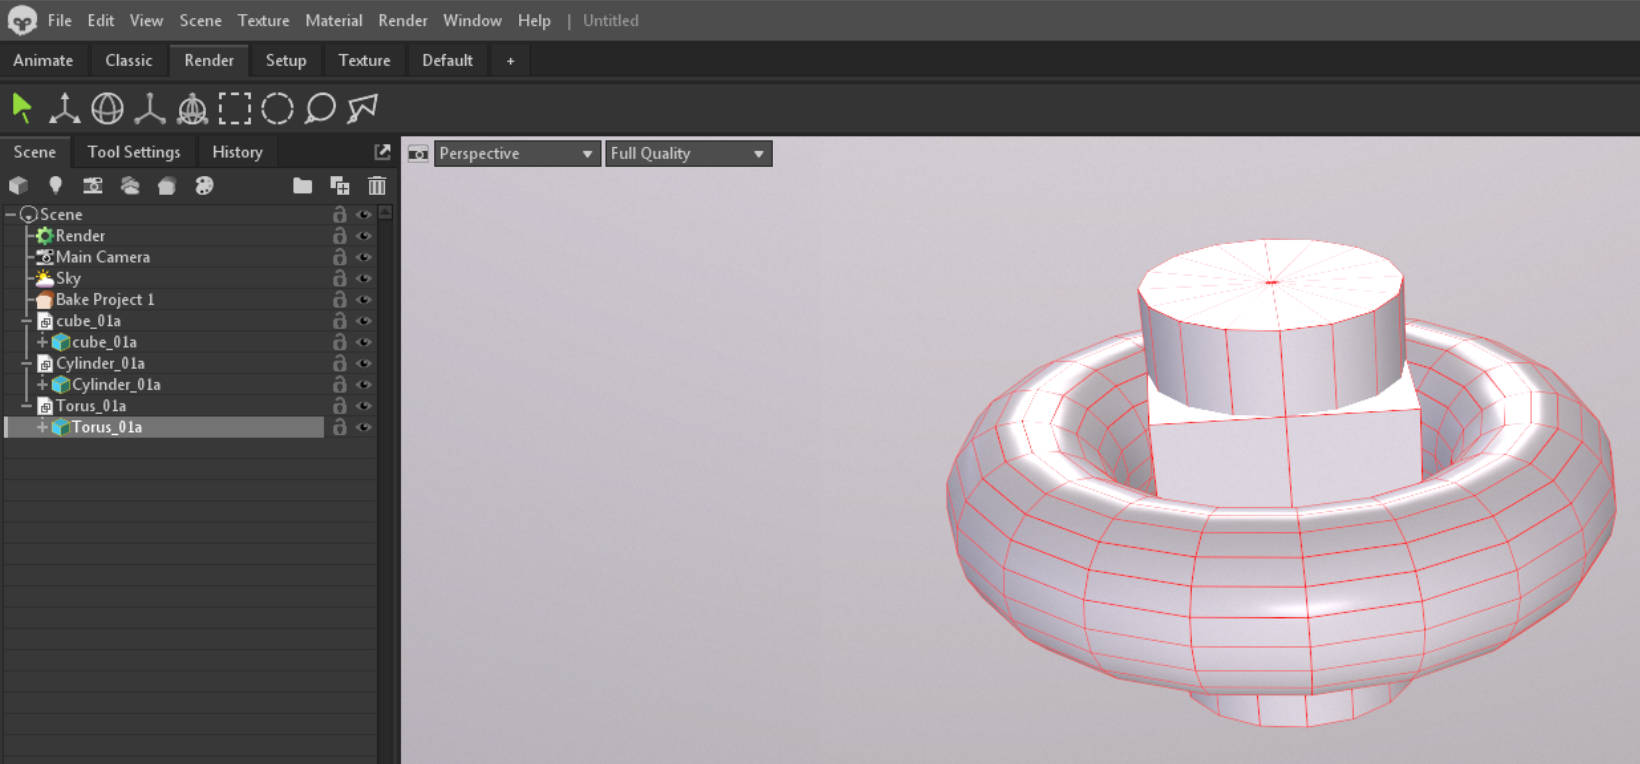 File Edit View Scene Texture Material Render Window Help | Untitled
Animate Classic Render Setup Texture Default +
Scene Tool Settings History
Perspective Full Quality
Scene
Render
Main Camera
Sky
Bake Project 1
cube_01a
cube_01a
Cylinder_01a
Cylinder_01a
Torus_01a
Torus_01a